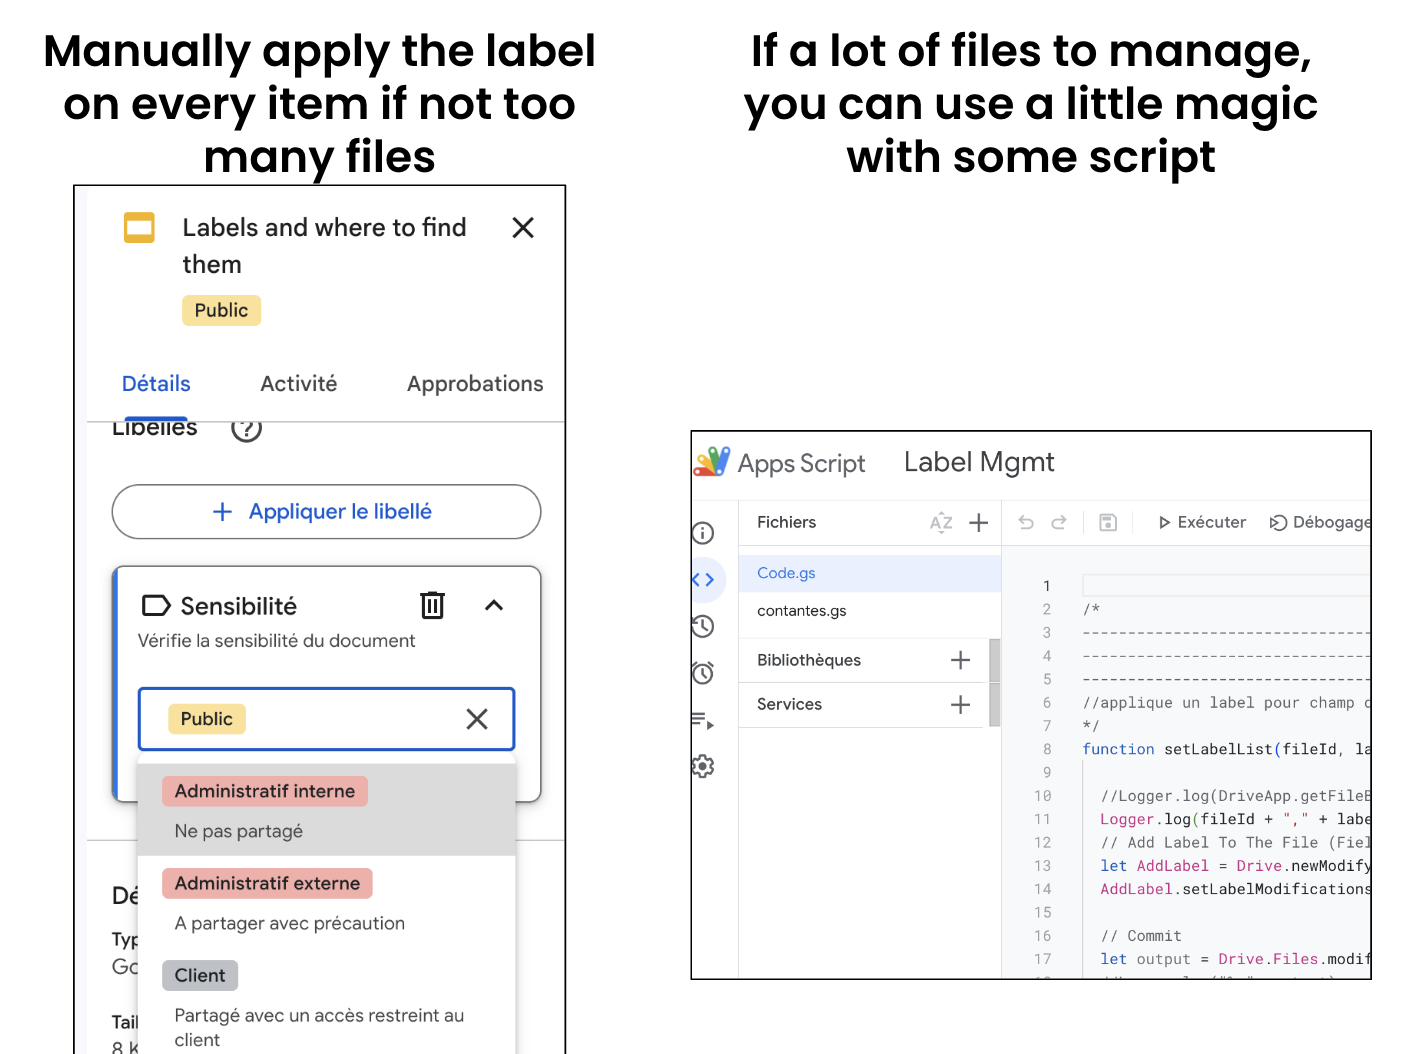 Manually apply the label
on every item if not too
many files
Labels and where to find
them
Public
Détails Activité Approbations
Libellés
+ Appliquer le libellé
Sensibilité
Vérifie la sensibilité du document
Public
Administratif interne
Ne pas partagé
Administratif externe
A partager avec précaution
Client
Partagé avec un accès restreint au
client
Dé
Typ
Go
Tail
8 K
If a lot of files to manage,
you can use a little magic
with some script
Apps Script Label Mgmt
Fichiers AZ Exécuter Débogage
Code.gs
contantes.gs
Bibliothèques
Services
1
2 /*
3 --------------------------------
4 --------------------------------
5 --------------------------------
6 //applique un label pour champ
7 */
8 function setLabelList(fileId, la
9
10 //Logger.log(DriveApp.getFileB
11 Logger.log(fileId + "," + labe
12 // Add Label To The File (Fiel
13 let AddLabel = Drive.newModify
14 AddLabel.setLabelModifications
15
16 // Commit
17 let output = Drive.Files.modif